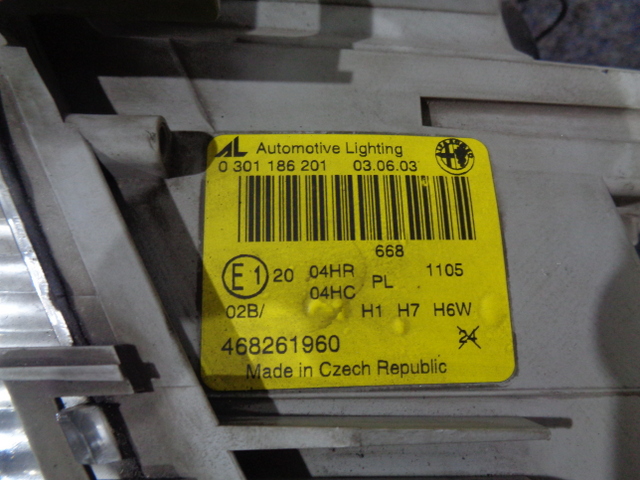 AL Automotive Lighting
0 301 186 201 03.06.03
668
E1 20 04HR PL 1105
04HC
02B/ H1 H7 H6W
468261960 24
Made in Czech Republic